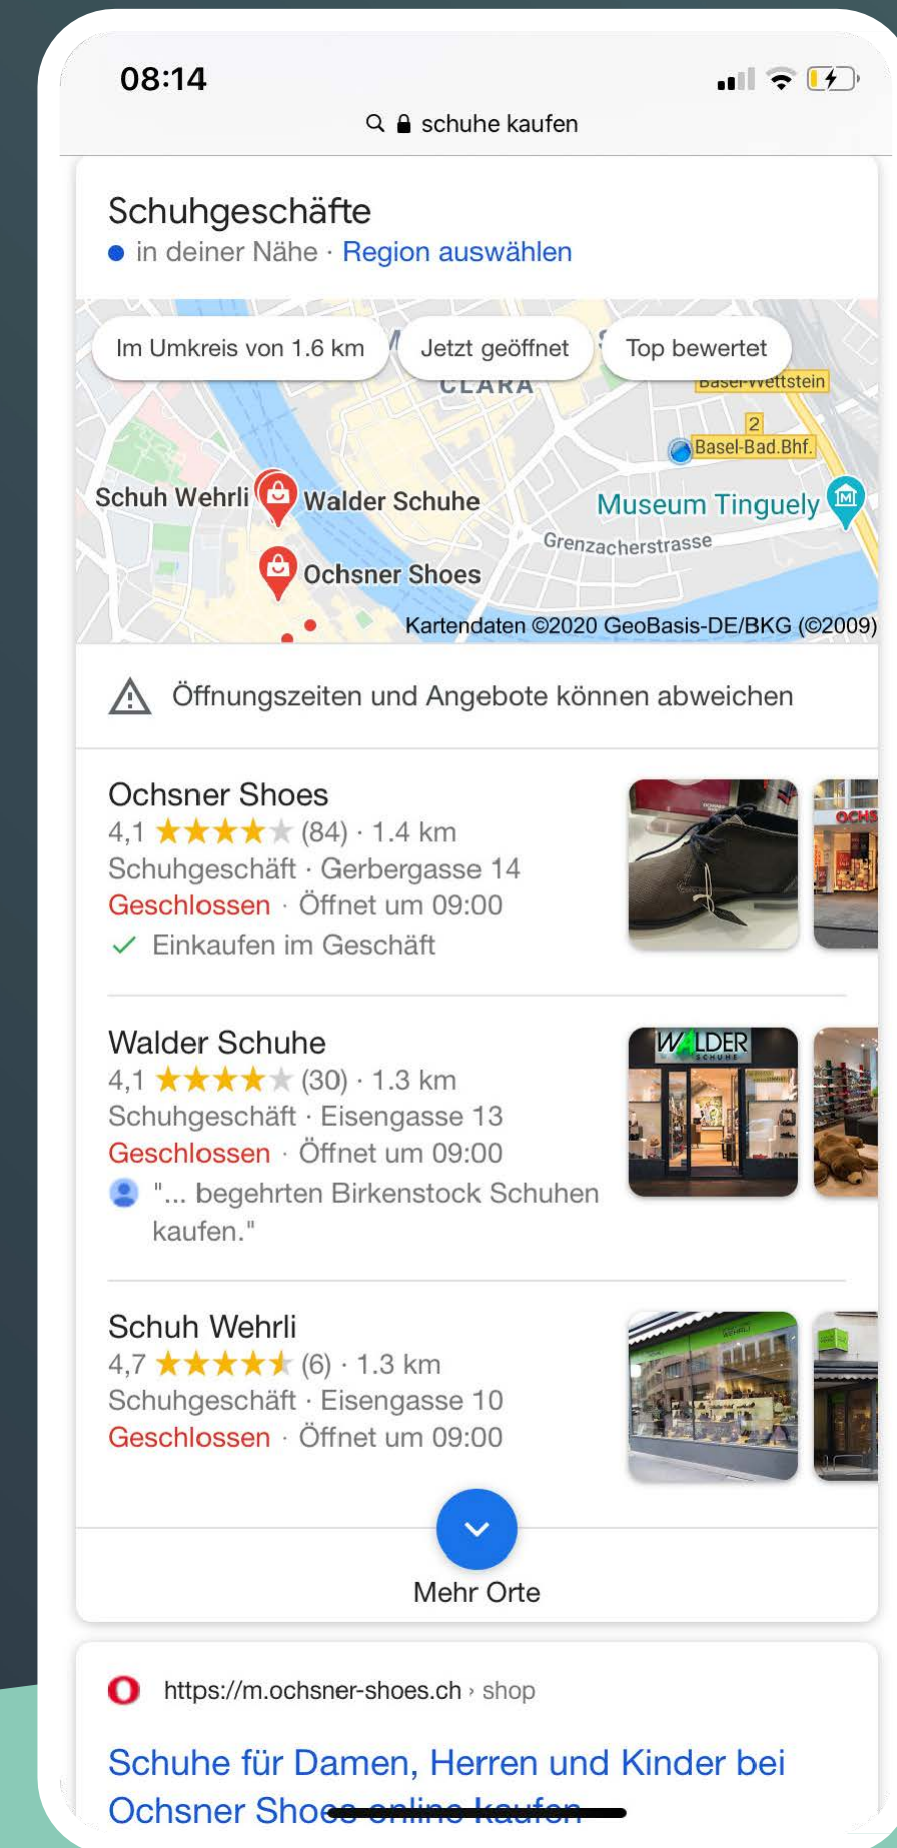 08:14
schuhe kaufen
Schuhgeschäfte
in deiner Nähe · Region auswählen
Im Umkreis von 1.6 km
Jetzt geöffnet
Top bewertet
CLARA
Basel-Wettstein
2
Basel-Bad.Bhf.
Schuh Wehrli
Walder Schuhe
Museum Tinguely
Grenzacherstrasse
Ochsner Shoes
Kartendaten ©2020 GeoBasis-DE/BKG (©2009)
Öffnungszeiten und Angebote können abweichen
Ochsner Shoes
4,1 ★★★★★ (84) · 1.4 km
Schuhgeschäft · Gerbergasse 14
Geschlossen · Öffnet um 09:00
✓ Einkaufen im Geschäft
OCHS
Walder Schuhe
4,1 ★★★★★ (30) · 1.3 km
Schuhgeschäft · Eisengasse 13
Geschlossen · Öffnet um 09:00
"... begehrten Birkenstock Schuhen
kaufen."
WALDER
SCHUHE
Schuh Wehrli
4,7 ★★★★★ (6) · 1.3 km
Schuhgeschäft · Eisengasse 10
Geschlossen · Öffnet um 09:00
WEHRLI
Mehr Orte
https://m.ochsner-shoes.ch › shop
Schuhe für Damen, Herren und Kinder bei
Ochsner Shoes online kaufen